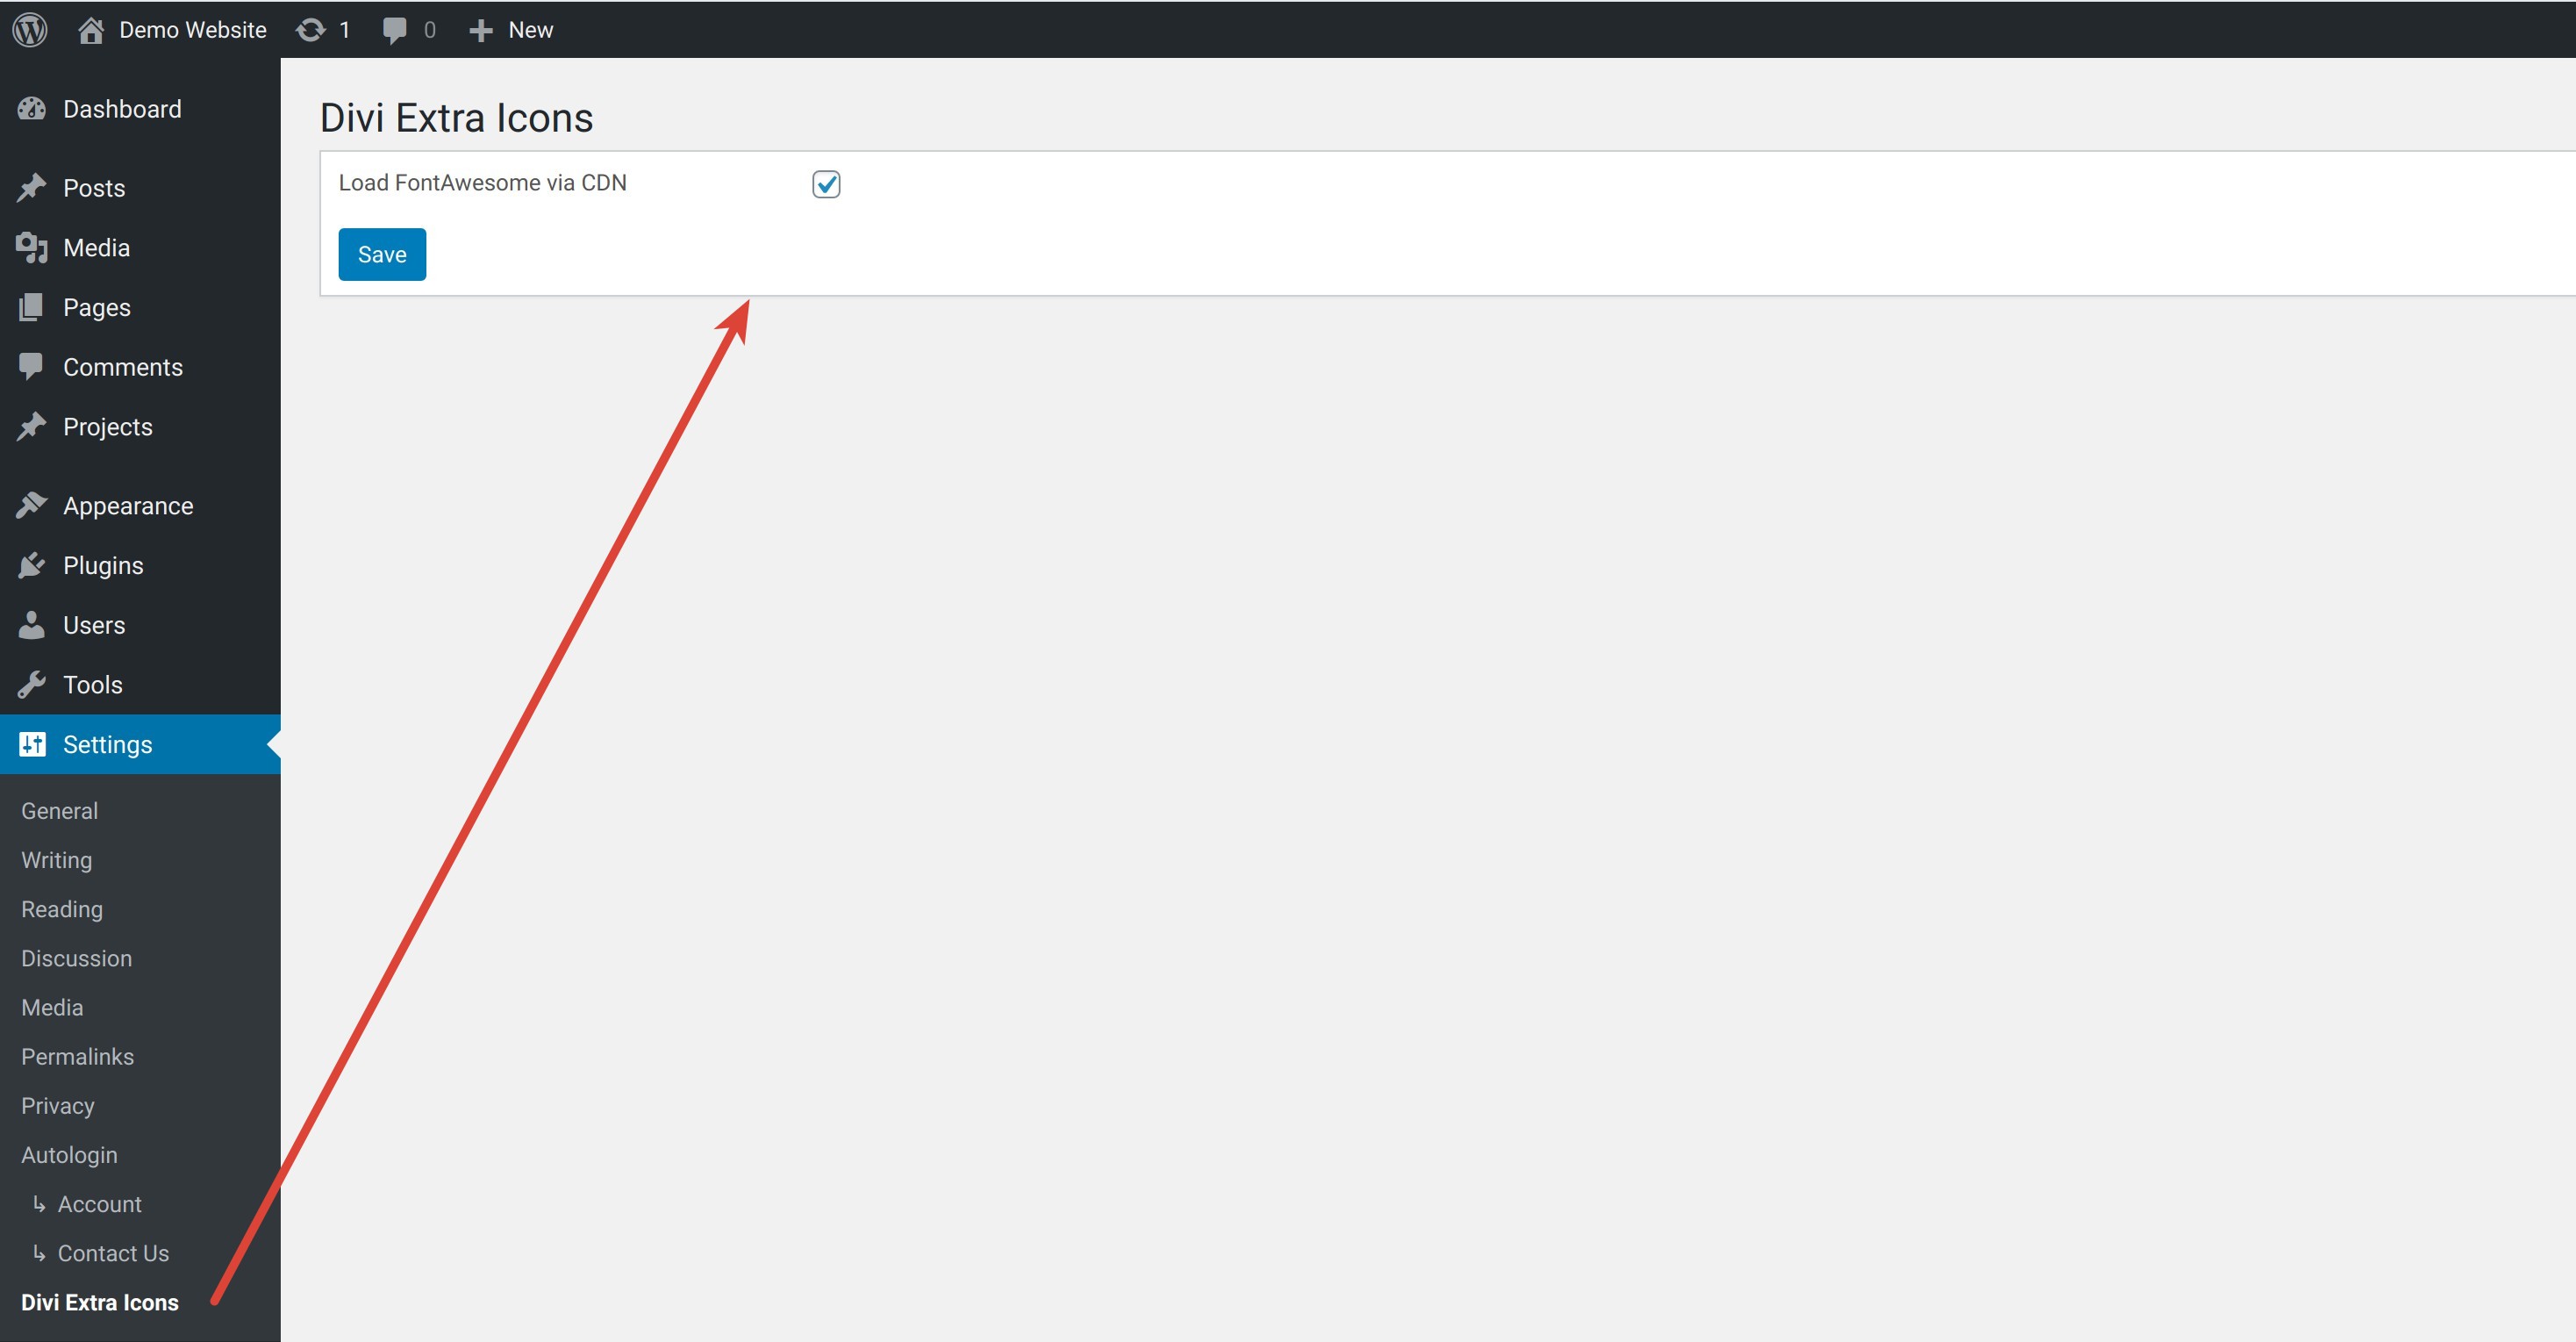 Demo Website 1 0 New
Dashboard
Posts
Media
Pages
Comments
Projects
Appearance
Plugins
Users
Tools
Settings
General
Writing
Reading
Discussion
Media
Permalinks
Privacy
Autologin
↳ Account
↳ Contact Us
Divi Extra Icons
Divi Extra Icons
Load FontAwesome via CDN
Save